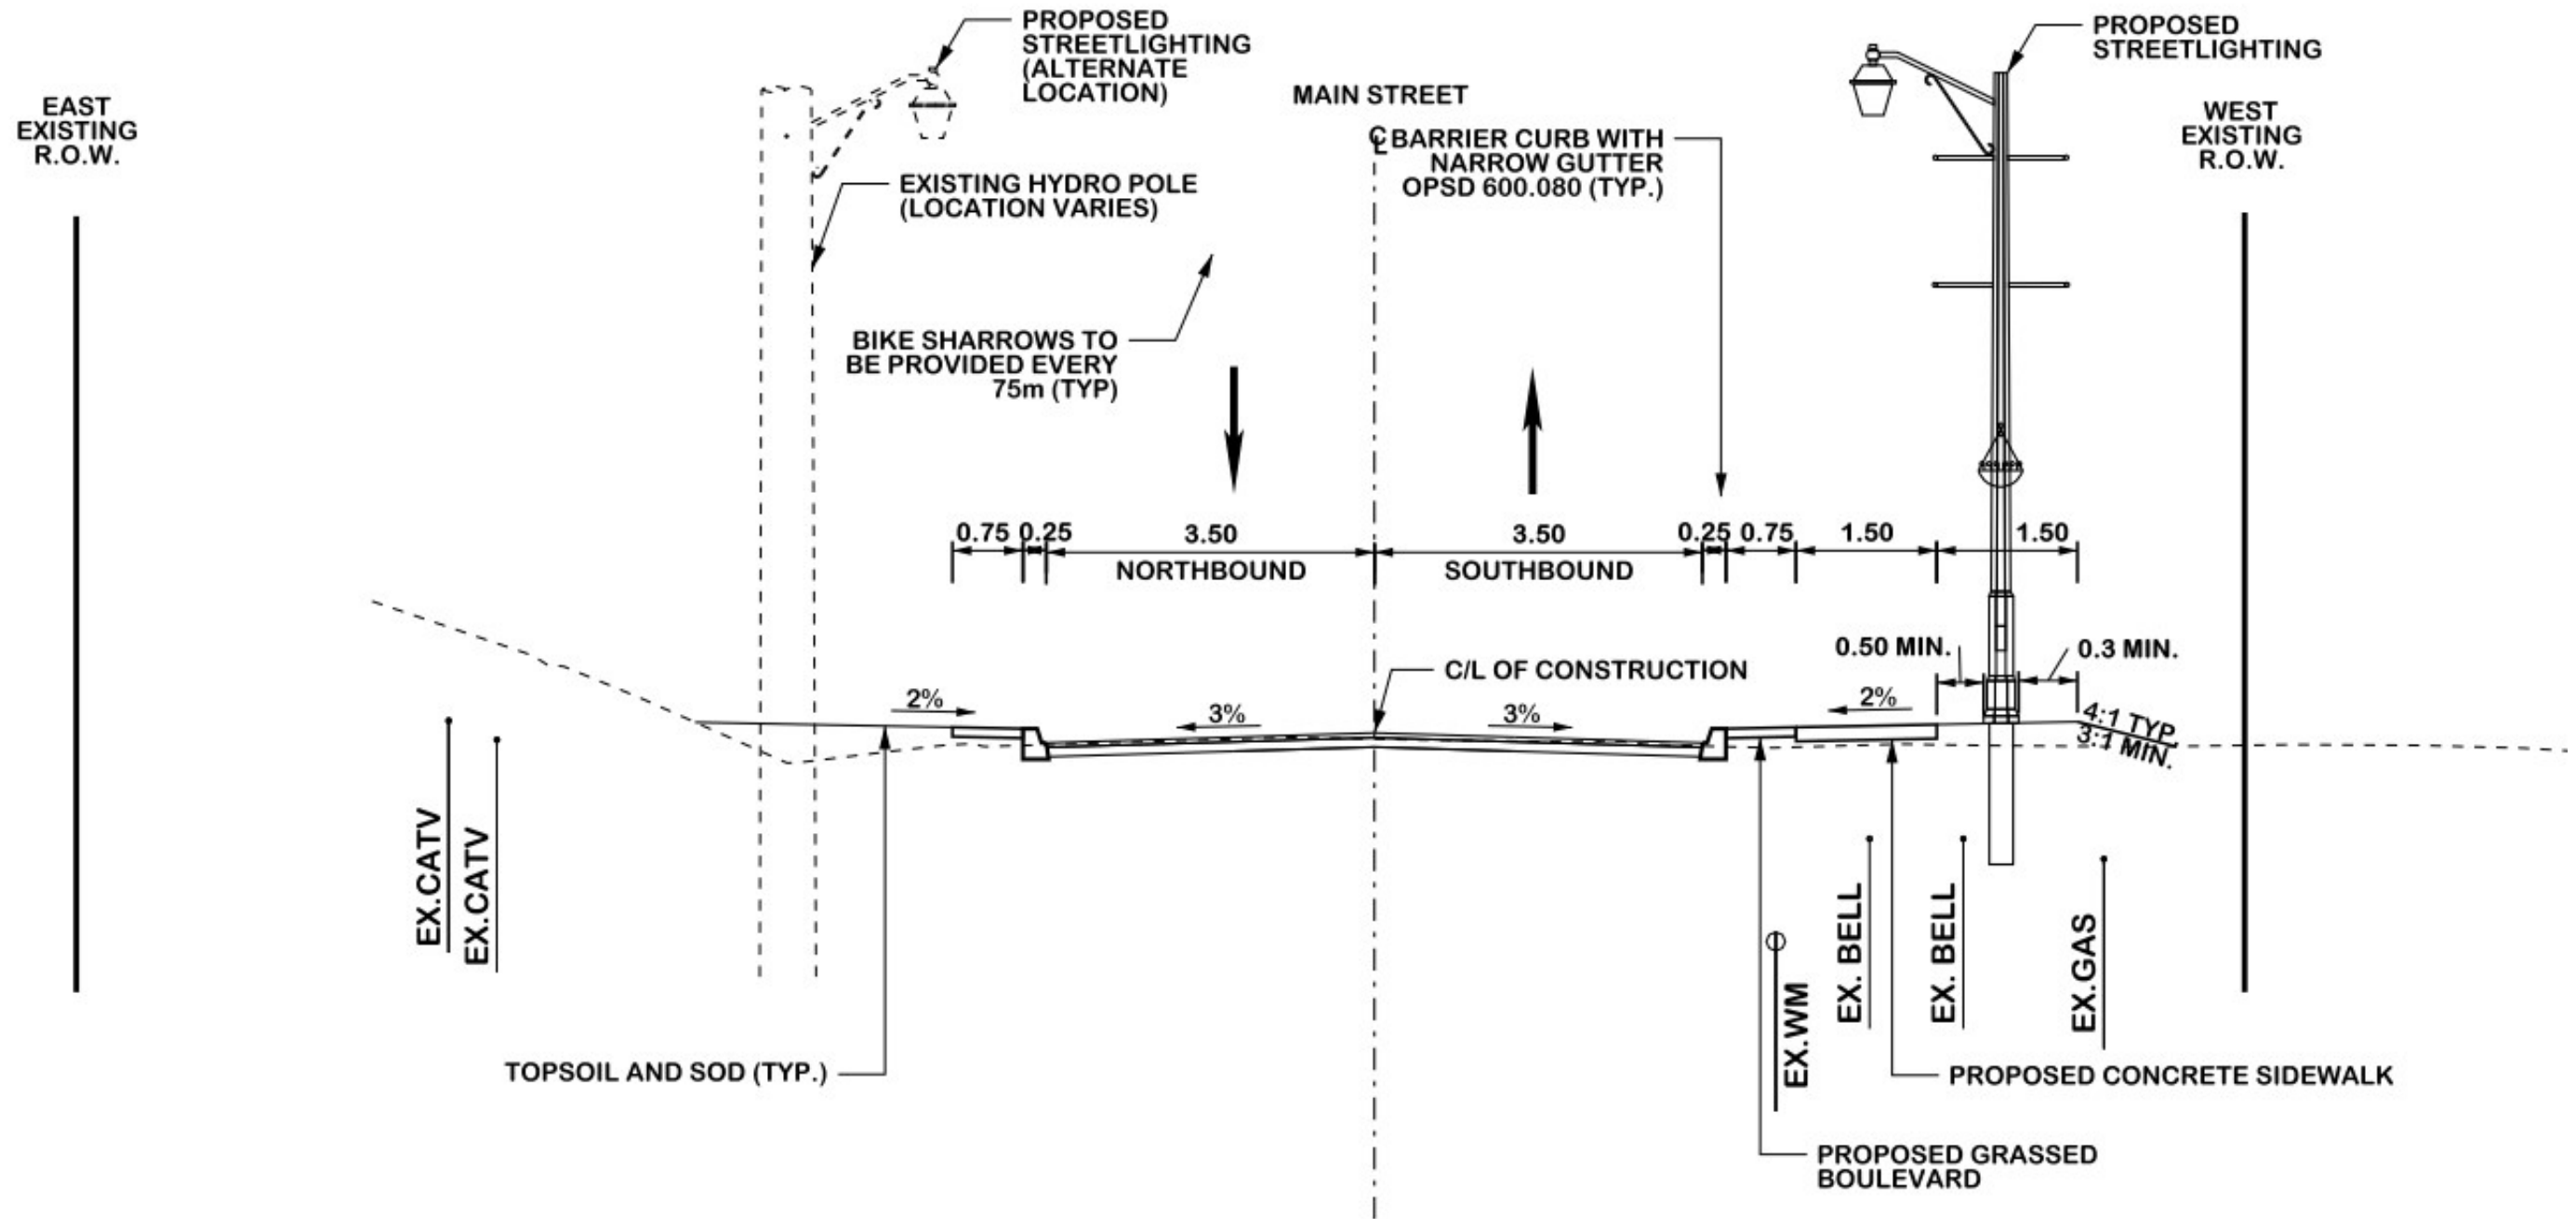 PROPOSED
STREETLIGHTING
(ALTERNATE
LOCATION)
PROPOSED
STREETLIGHTING
EAST
EXISTING
R.O.W.
MAIN STREET
WEST
EXISTING
R.O.W.
℄ BARRIER CURB WITH
NARROW GUTTER
OPSD 600.080 (TYP.)
EXISTING HYDRO POLE
(LOCATION VARIES)
BIKE SHARROWS TO
BE PROVIDED EVERY
75m (TYP)
0.75 0.25 3.50 3.50 0.25 0.75 1.50 1.50
NORTHBOUND SOUTHBOUND
0.50 MIN. 0.3 MIN.
C/L OF CONSTRUCTION
2% 3% 3% 2%
4:1 TYP.
3:1 MIN.
EX.CATV
EX.CATV
EX.WM
EX. BELL
EX. BELL
EX.GAS
TOPSOIL AND SOD (TYP.)
PROPOSED CONCRETE SIDEWALK
PROPOSED GRASSED
BOULEVARD